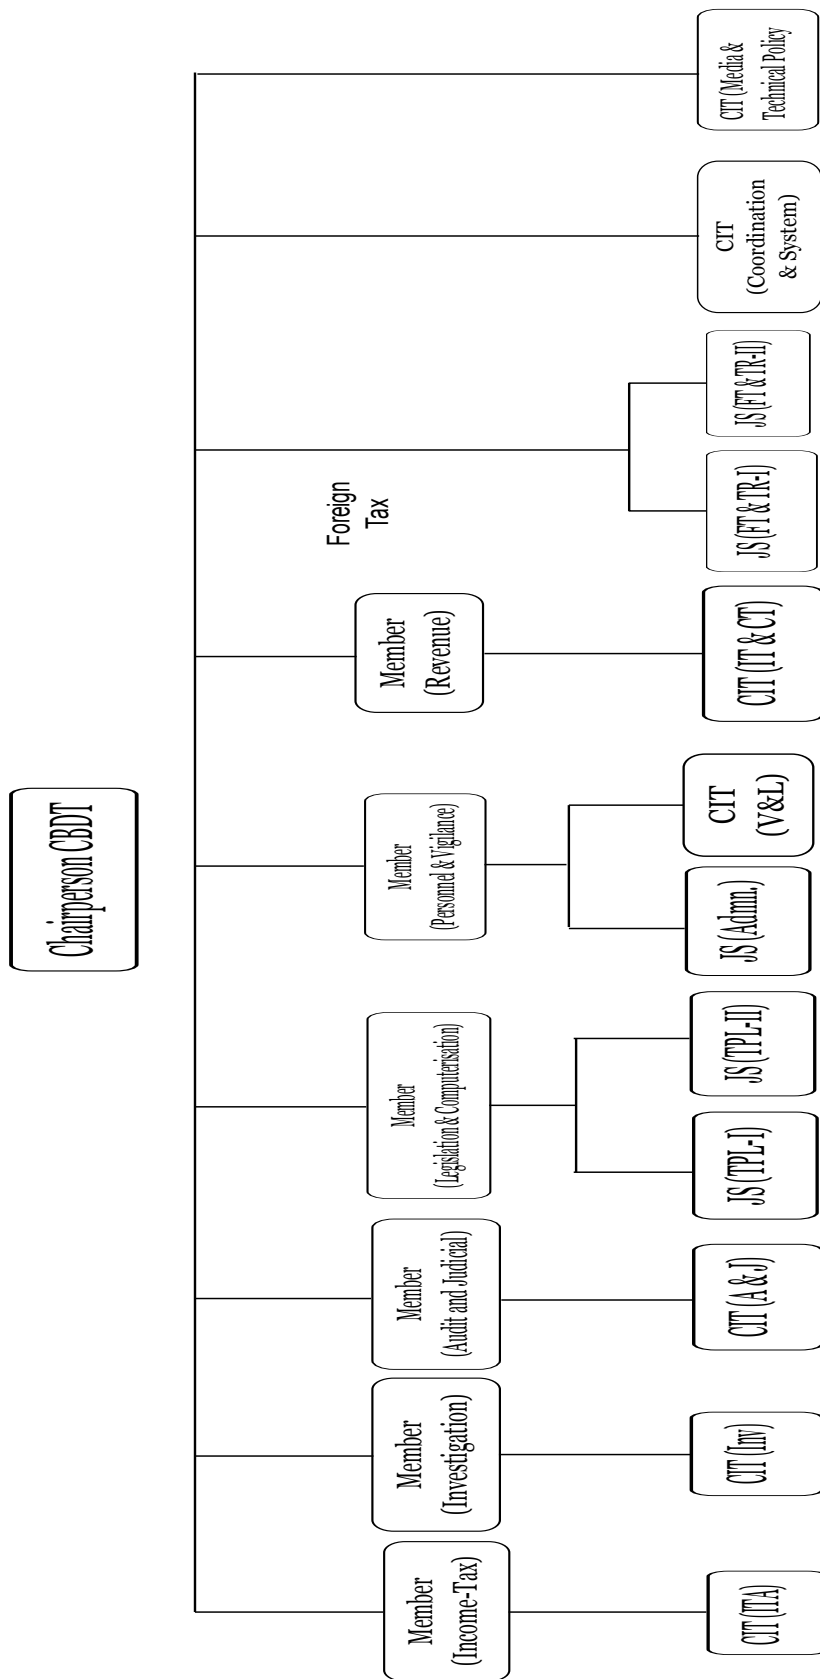 Chairperson CBDT
Member
(Income-Tax)
Member
(Investigation)
Member
(Audit and Judicial)
Member
(Legislation & Computerisation)
Member
(Personnel & Vigilance)
Member
(Revenue)
Foreign
Tax
CIT (ITA)
CIT (Inv)
CIT (A & J)
JS (TPL-I)
JS (TPL-II)
JS (Admn.)
CIT
(V&L)
CIT (IT & CT)
JS (FT & TR-I)
JS (FT & TR-II)
CIT
(Coordination
& System)
CIT (Media &
Technical Policy